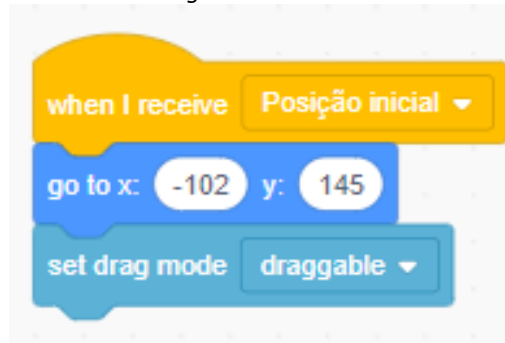 when I receive Posição inicial
go to x: -102 y: 145
set drag mode draggable